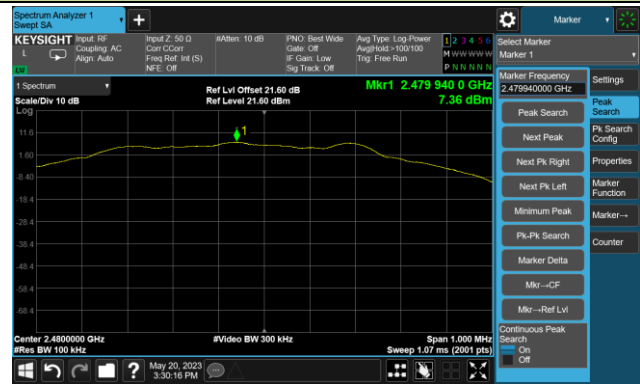 Spectrum Analyzer 1
Swept SA
Marker
KEYSIGHT
L
LW
Input: RF
Coupling: AC
Align: Auto
Input Z: 50 Ω
Corr CCorr
Freq Ref: Int (S)
NFE: Off
#Atten: 10 dB
PNO: Best Wide
Gate: Off
IF Gain: Low
Sig Track: Off
Avg Type: Log-Power
Avg|Hold:>100/100
Trig: Free Run
1 2 3 4 5 6
M W W W W W
P N N N N N
Select Marker
Marker 1
1 Spectrum
Scale/Div 10 dB
Log
Ref Lvl Offset 21.60 dB
Ref Level 21.60 dBm
Mkr1 2.479 940 0 GHz
7.36 dBm
1
11.6
1.60
-8.40
-18.4
-28.4
-38.4
-48.4
-58.4
-68.4
Center 2.4800000 GHz
#Res BW 100 kHz
#Video BW 300 kHz
Span 1.000 MHz
Sweep 1.07 ms (2001 pts)
Marker Frequency
2.479940000 GHz
Peak Search
Next Peak
Next Pk Right
Next Pk Left
Minimum Peak
Pk-Pk Search
Marker Delta
Mkr→CF
Mkr→Ref Lvl
Continuous Peak
Search
On
Off
Settings
Peak
Search
Pk Search
Config
Properties
Marker
Function
Marker→
Counter
?
May 20, 2023
3:30:16 PM